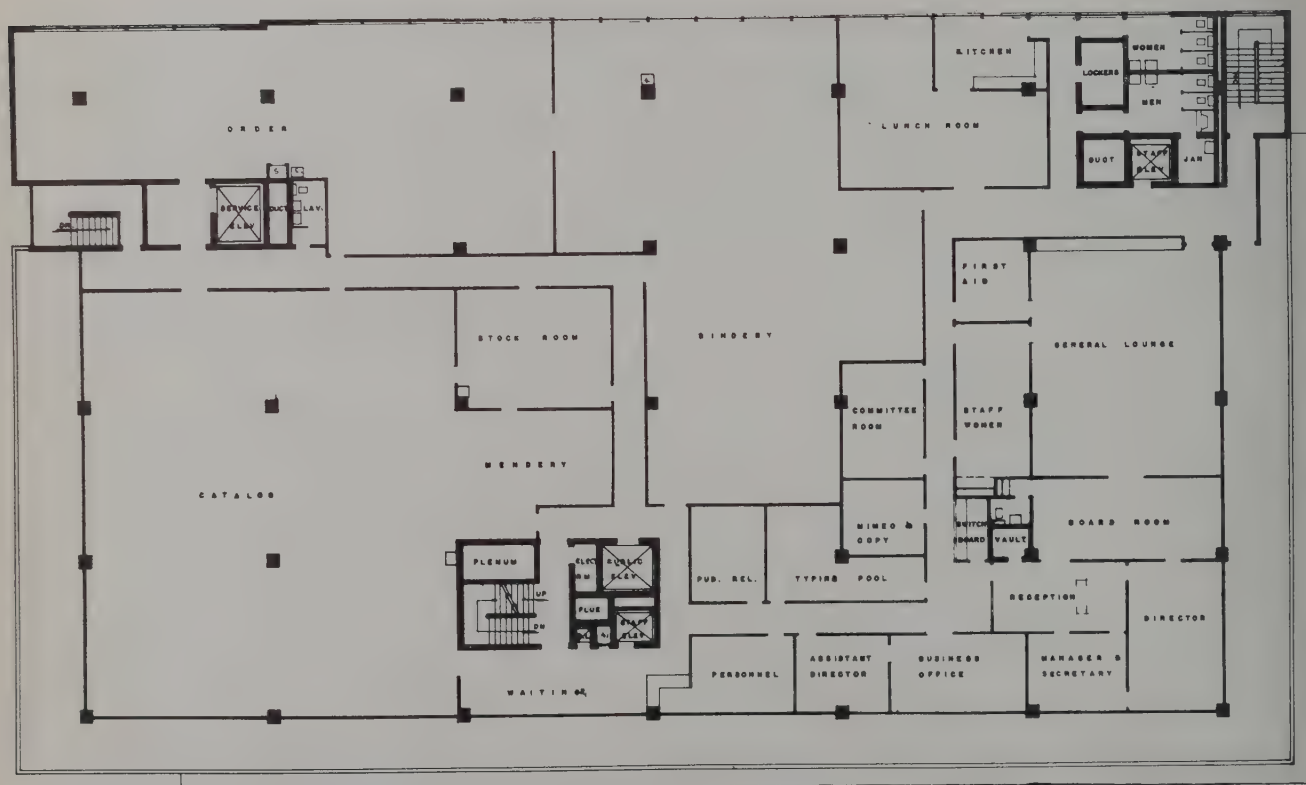 KITCHEN
WOMEN
LOCKERS
MEN
LUNCH ROOM
ORDER
DUCT
STAFF
ELEV
JAN
S
S
S
SERVICE
ELEV
DUCT
LAV.
DN
FIRST
AID
STOCK ROOM
BINDERY
GENERAL LOUNGE
COMMITTEE
ROOM
STAFF
WOMEN
MENDERY
CATALOG
MIMEO &
COPY
SWITCH
BOARD
VAULT
BOARD ROOM
PLENUM
ELEC
RM
PUBLIC
ELEV
PUB. REL.
TYPING POOL
UP
FLUE
RECEPTION
DN
STAFF
ELEV
DIRECTOR
PERSONNEL
ASSISTANT
DIRECTOR
BUSINESS
OFFICE
MANAGER &
SECRETARY
WAITING